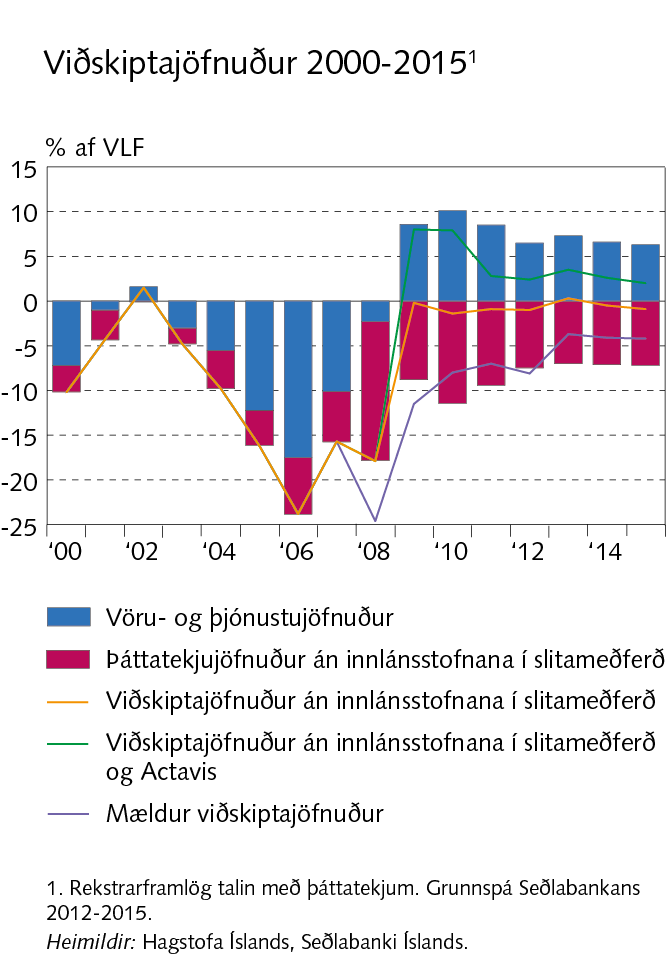 Viðskiptajöfnuður 2000-2015¹
% af VLF
15
10
5
0
-5
-10
-15
-20
-25
‘00 ‘02 ‘04 ‘06 ‘08 ‘10 ‘12 ‘14
Vöru- og þjónustujöfnuður
Þáttatekjujöfnuður án innlánsstofnana í slitameðferð
Viðskiptajöfnuður án innlánsstofnana í slitameðferð
Viðskiptajöfnuður án innlánsstofnana í slitameðferð
og Actavis
Mældur viðskiptajöfnuður
1. Rekstrarframlög talin með þáttatekjum. Grunnspá Seðlabankans
2012-2015.
Heimildir: Hagstofa Íslands, Seðlabanki Íslands.